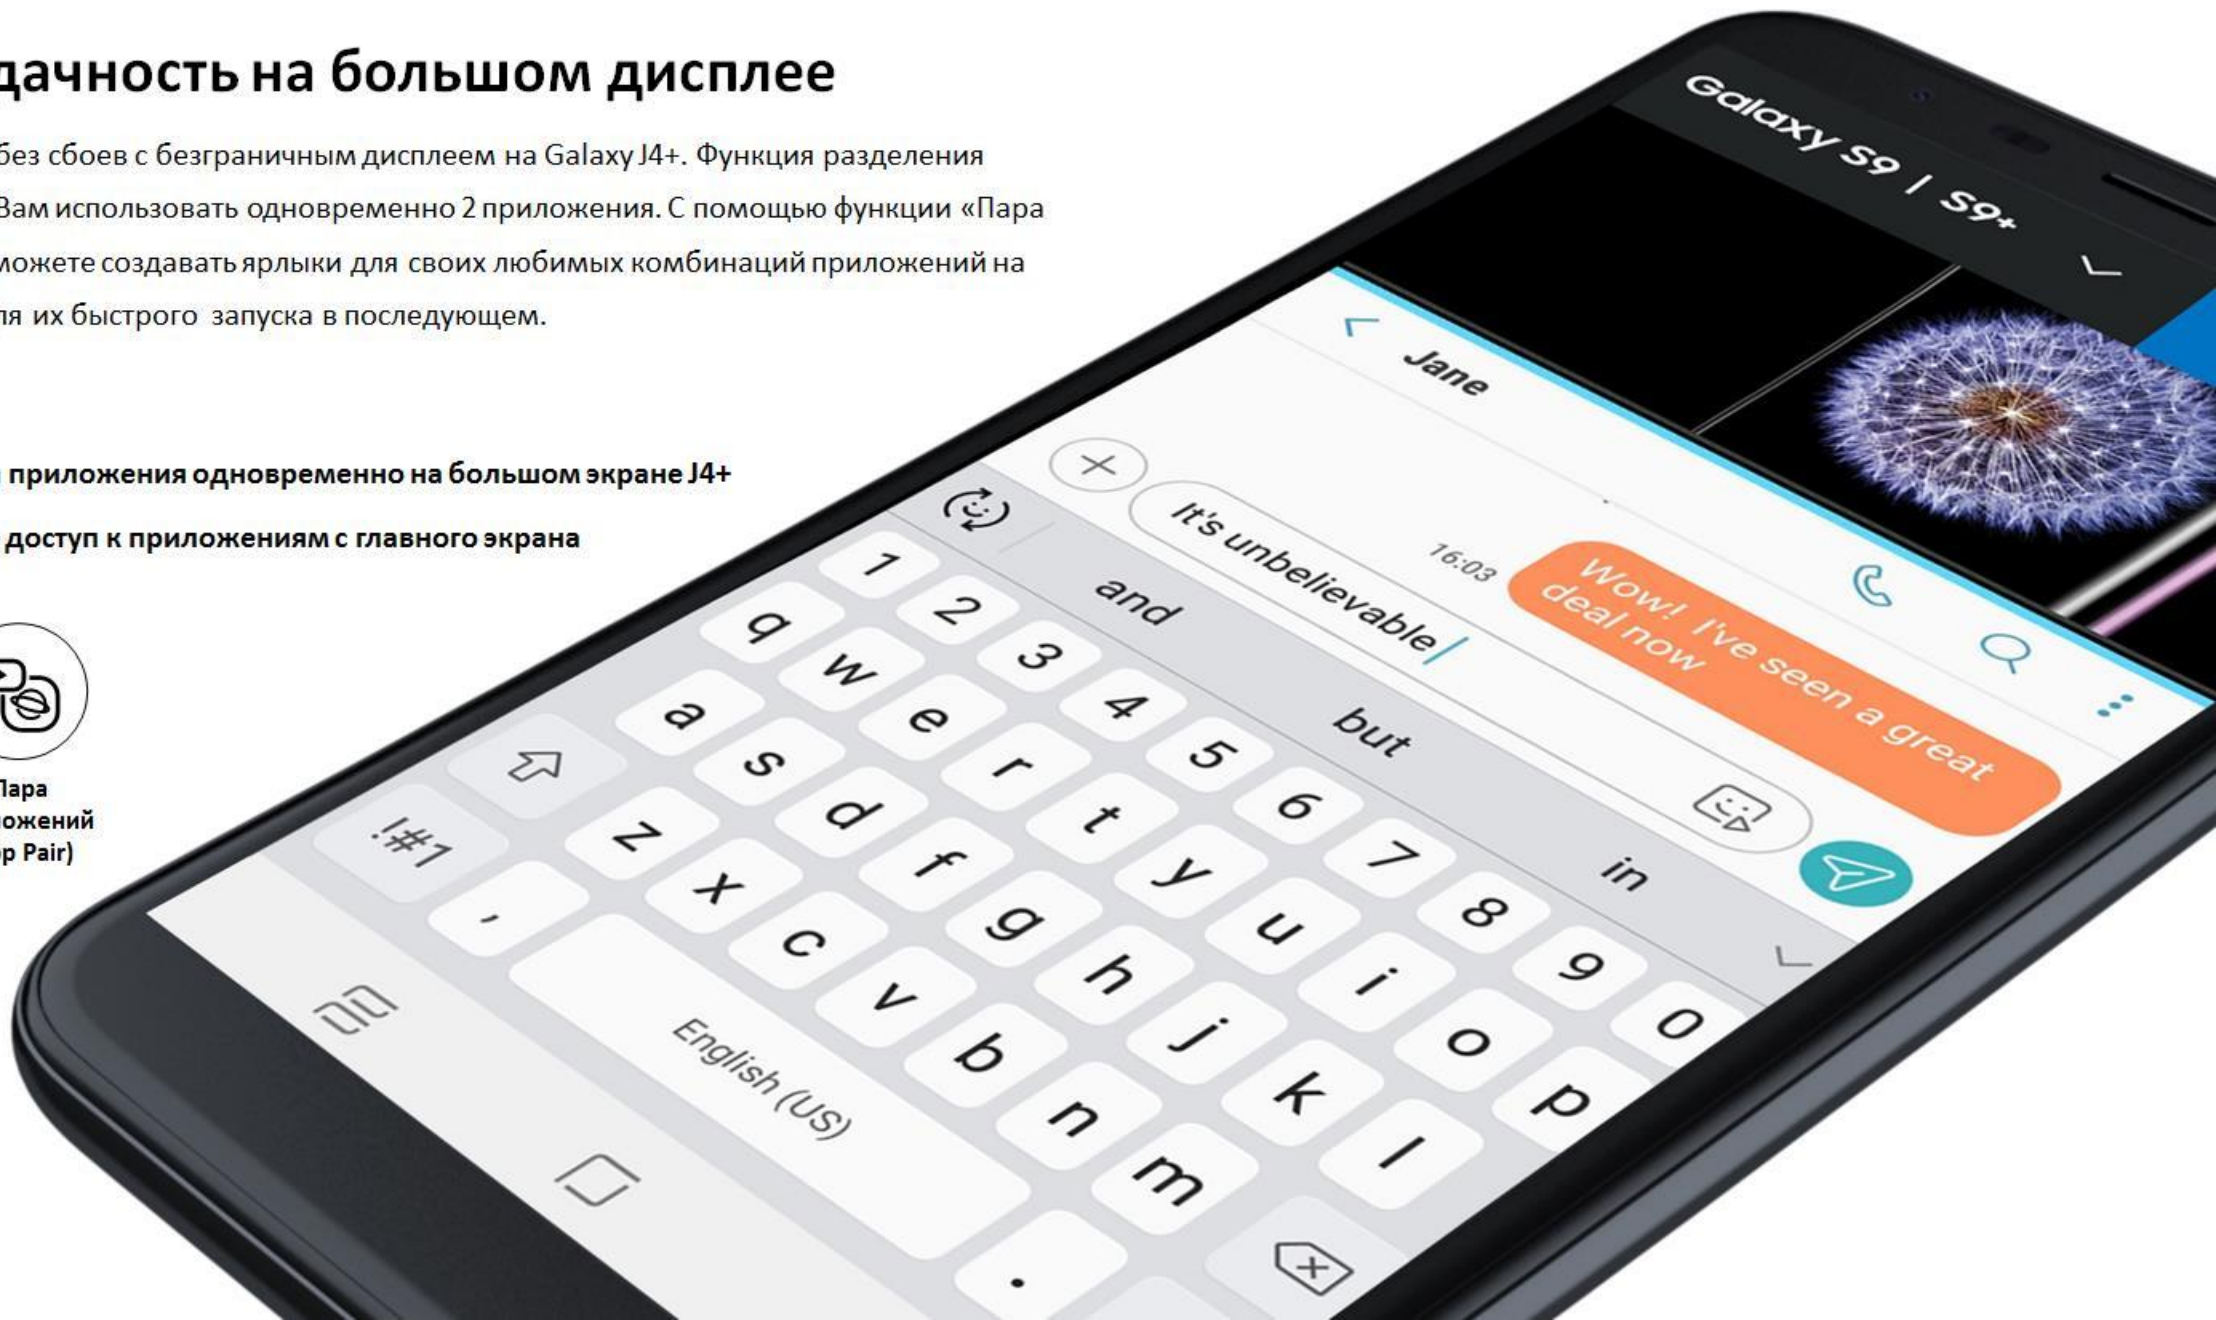 дачность на большом дисплее
без сбоев с безграничным дисплеем на Galaxy J4+. Функция разделения
Вам использовать одновременно 2 приложения. С помощью функции «Пара
можете создавать ярлыки для своих любимых комбинаций приложений на
ля их быстрого запуска в последующем.
приложения одновременно на большом экране J4+
доступ к приложениям с главного экрана
Пара
ложений
p Pair)
Galaxy S9 | S9+
Jane
16:03
Wow! I've seen a great
deal now
It's unbelievable
and but in
1 2 3 4 5 6 7 8 9 0
q w e r t y u i o p
a s d f g h j k l
z x c v b n m
!#1 , English (US) .